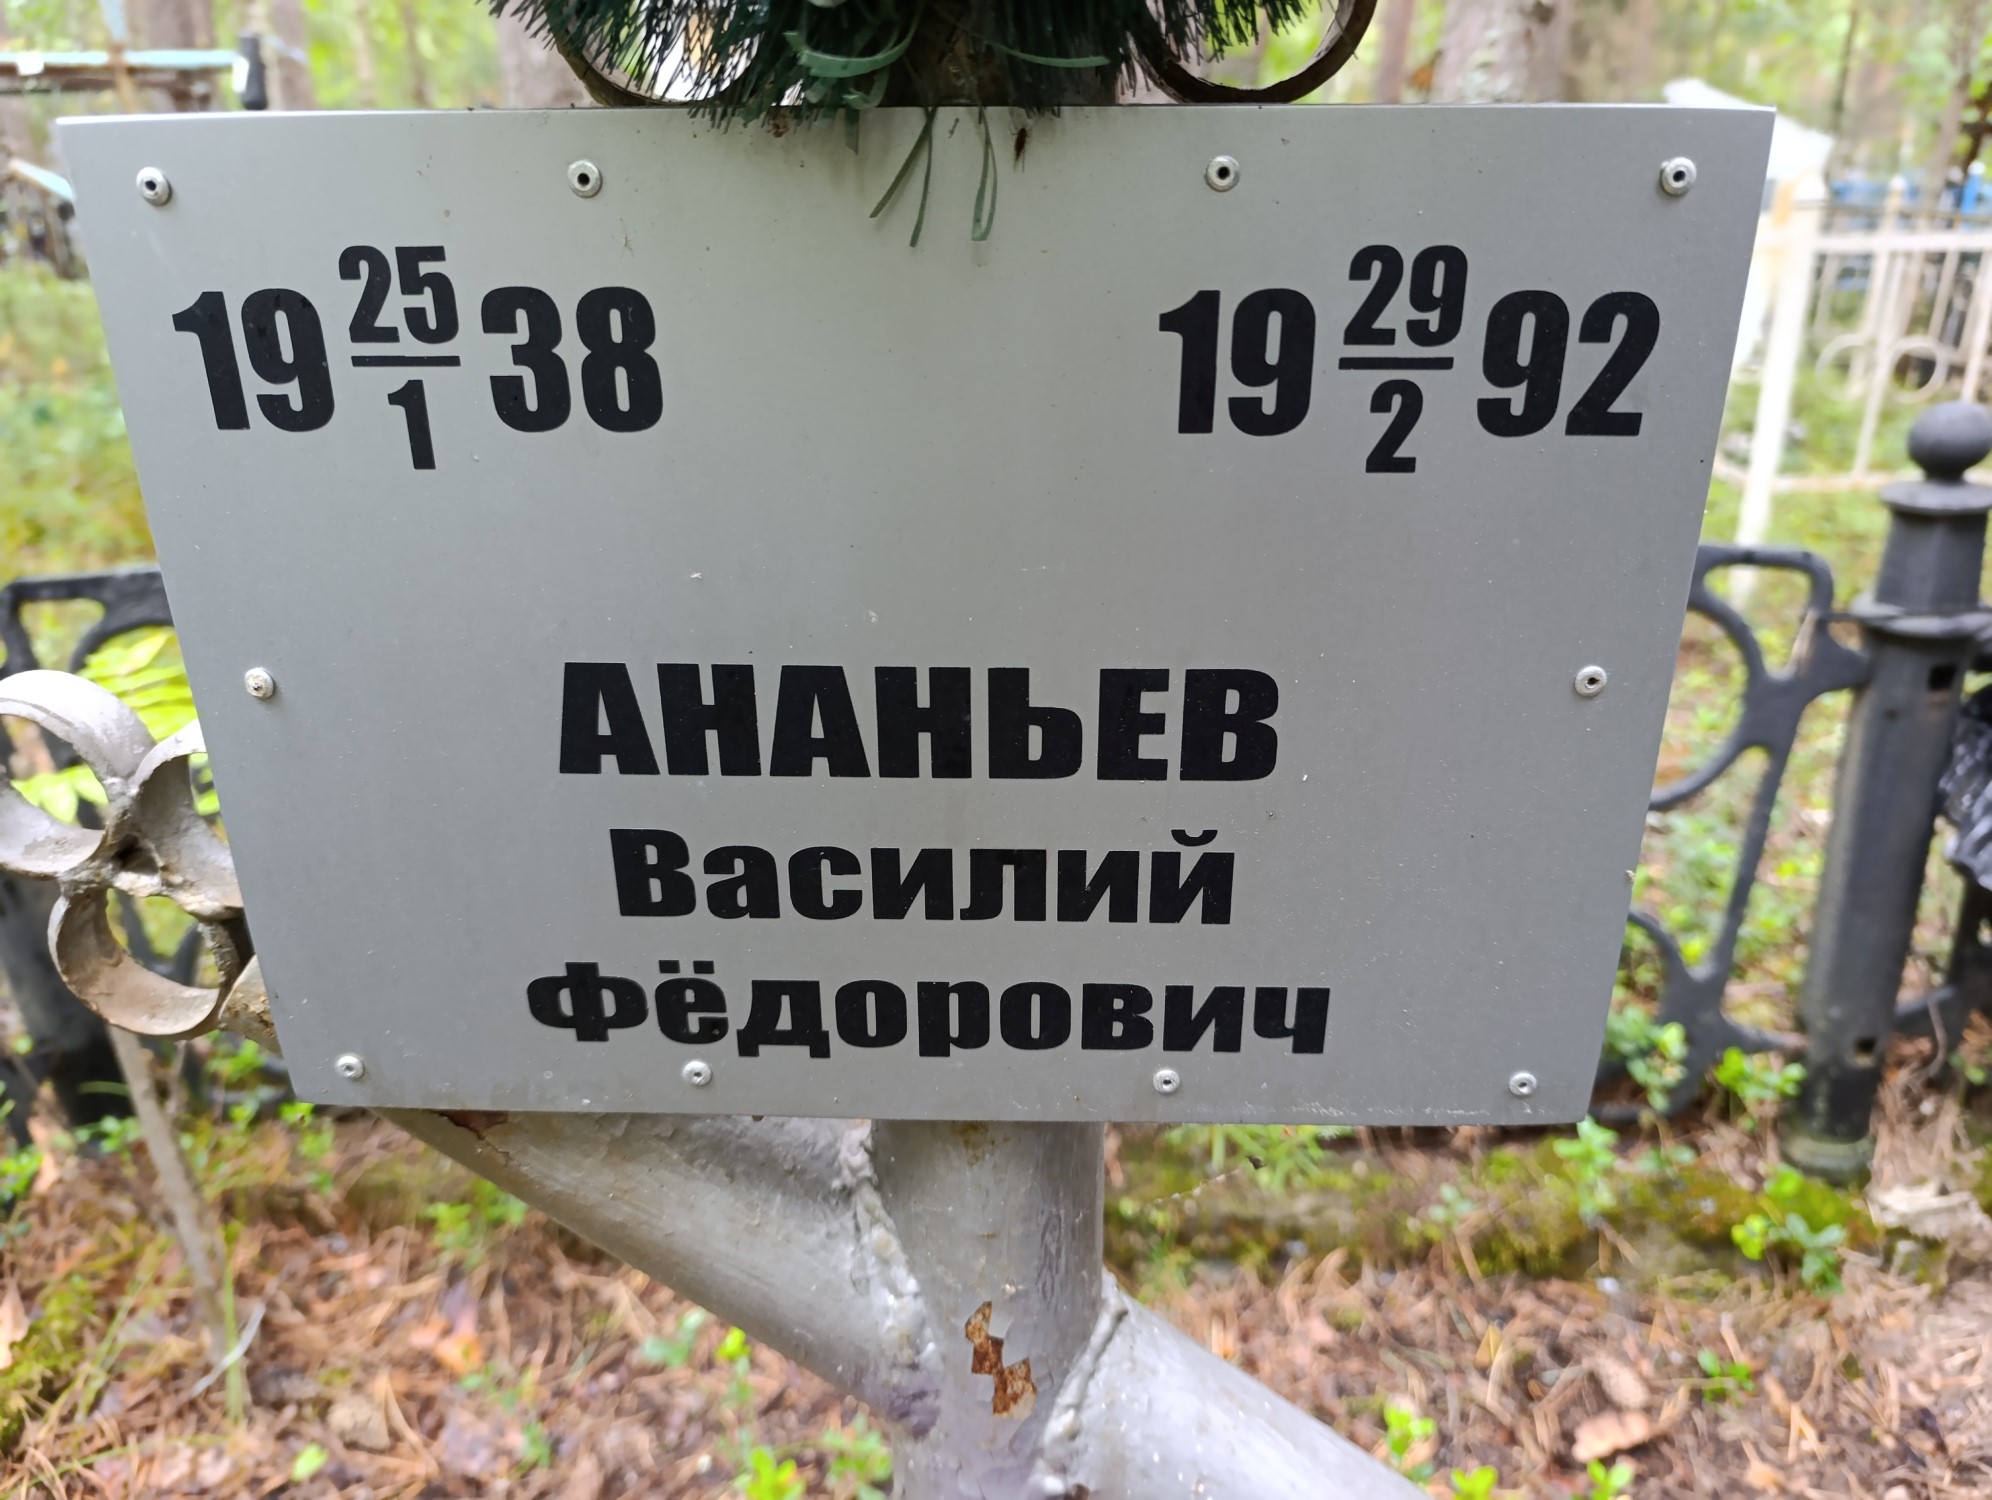 19 25/1 38
19 29/2 92
АНАНЬЕВ
Василий
Фёдорович